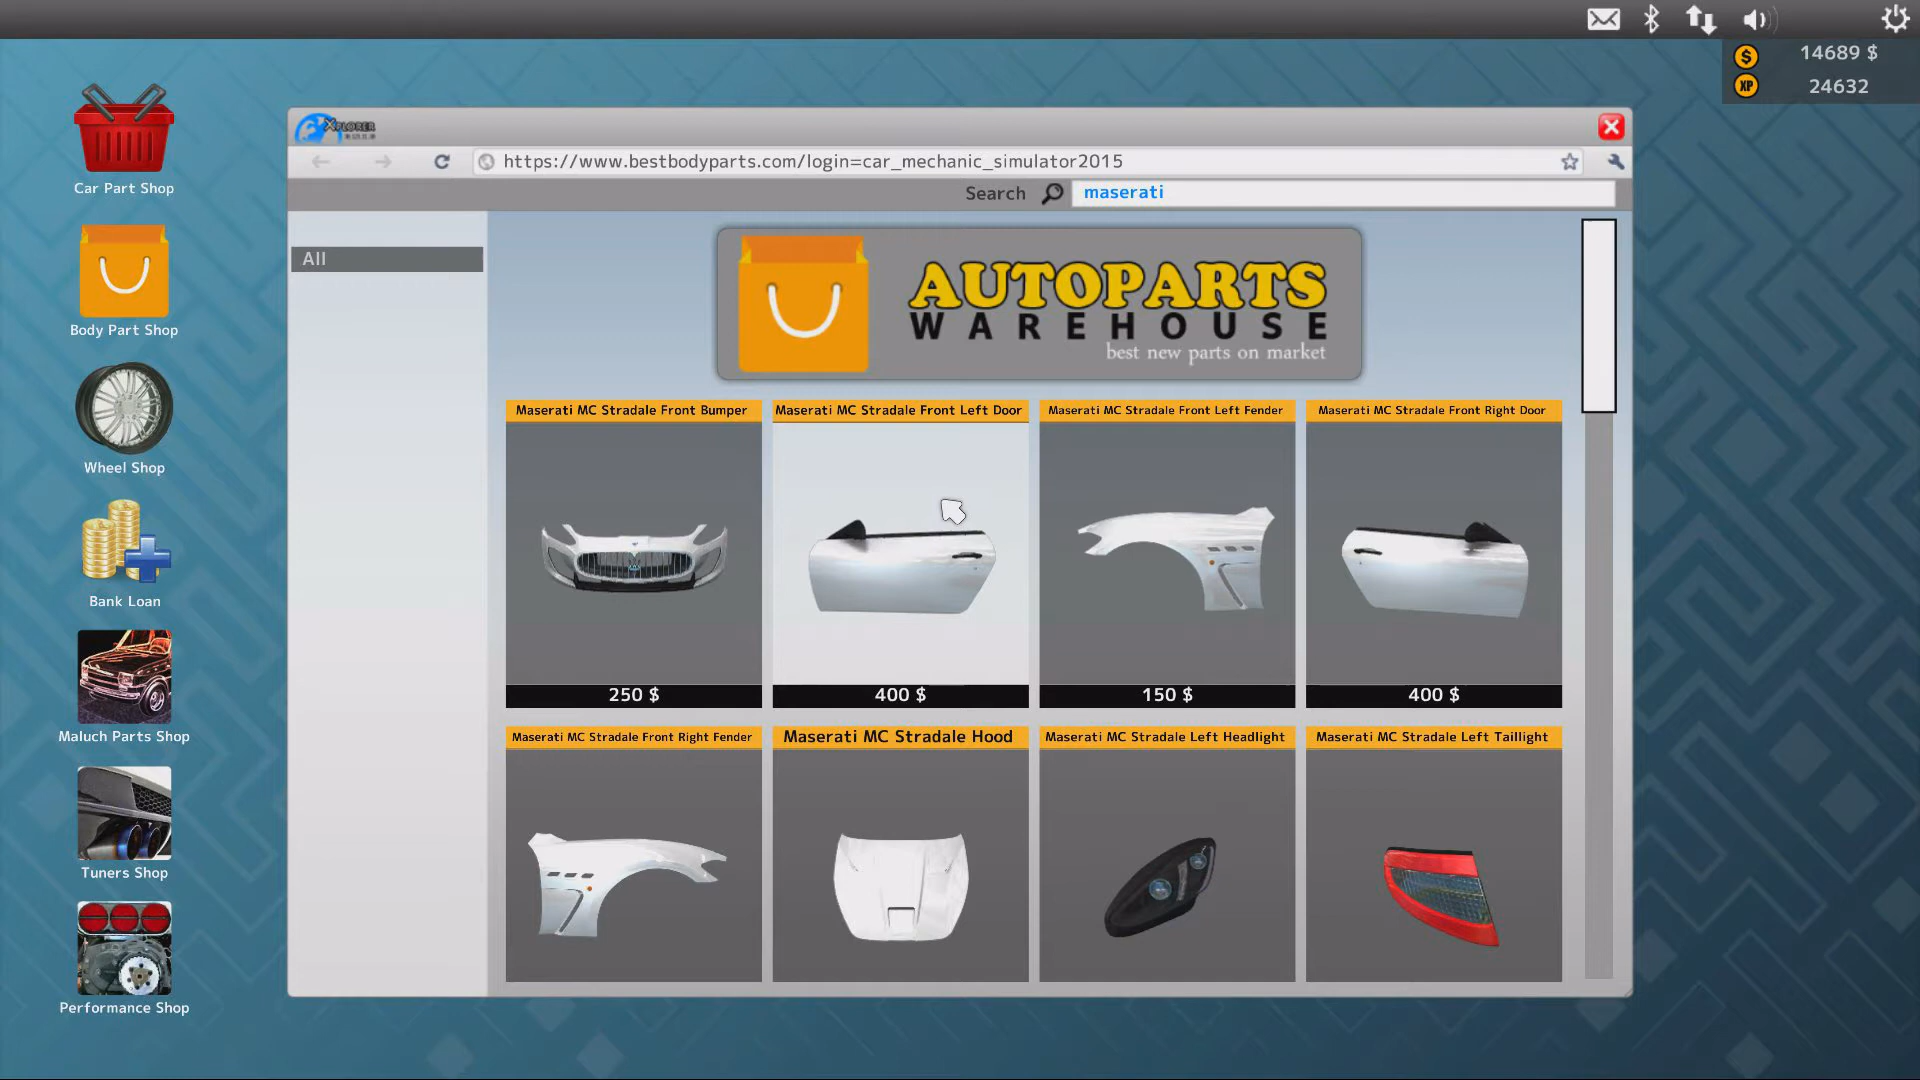 14689 $
XP
24632
Car Part Shop
Body Part Shop
Wheel Shop
Bank Loan
Maluch Parts Shop
Tuners Shop
Performance Shop
XPLORER
https://www.bestbodyparts.com/login=car_mechanic_simulator2015
Search maserati
All
AUTOPARTS
WAREHOUSE
best new parts on market
Maserati MC Stradale Front Bumper
Maserati MC Stradale Front Left Door
Maserati MC Stradale Front Left Fender
Maserati MC Stradale Front Right Door
250 $
400 $
150 $
400 $
Maserati MC Stradale Front Right Fender
Maserati MC Stradale Hood
Maserati MC Stradale Left Headlight
Maserati MC Stradale Left Taillight